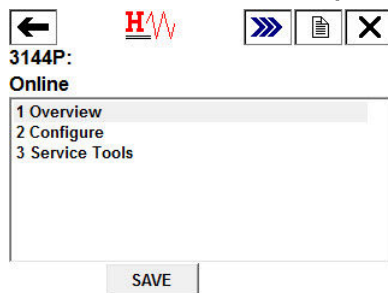 H
3144P:
Online
1 Overview
2 Configure
3 Service Tools
SAVE